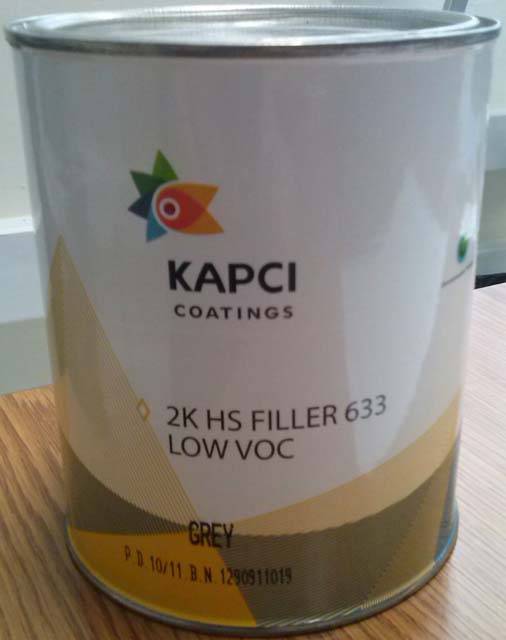 KAPCI
COATINGS
2K HS FILLER 633
LOW VOC
GREY
P.D.10/11.B.N.1290911019